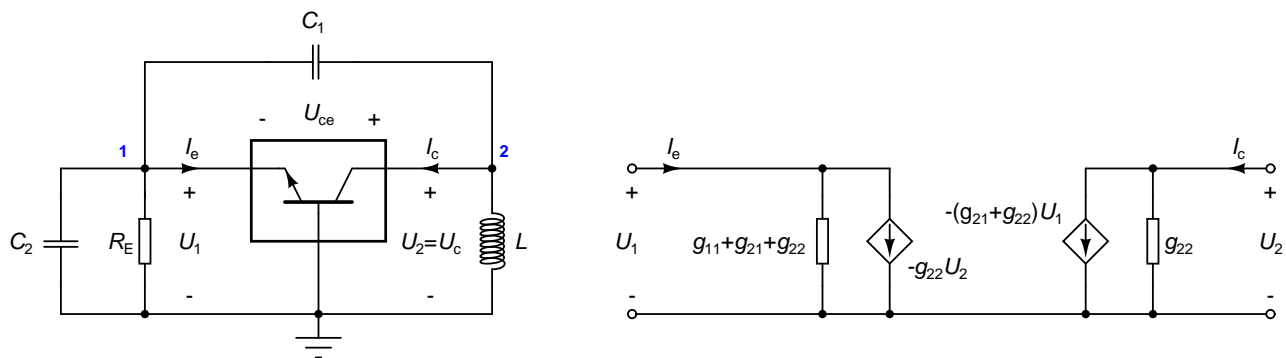 C1
- Uce +
1 Ie Ic 2
+ +
C2 RE U1 U2=Uc L
- -
Ie Ic
+ +
-(g21+g22)U1
U1 g11+g21+g22 g22 U2
-g22U2
- -